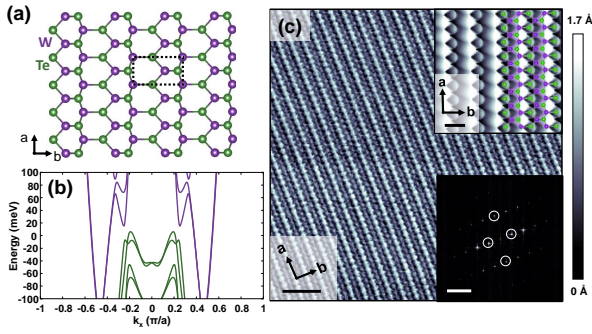 (a)
W
Te
a
b
(b)
Energy (meV)
100
80
60
40
20
0
-20
-40
-60
-80
-100
-1 -0.8 -0.6 -0.4 -0.2 0 0.2 0.4 0.6 0.8 1
kx (π/a)
(c)
a
b
a
b
1.7 Å
0 Å